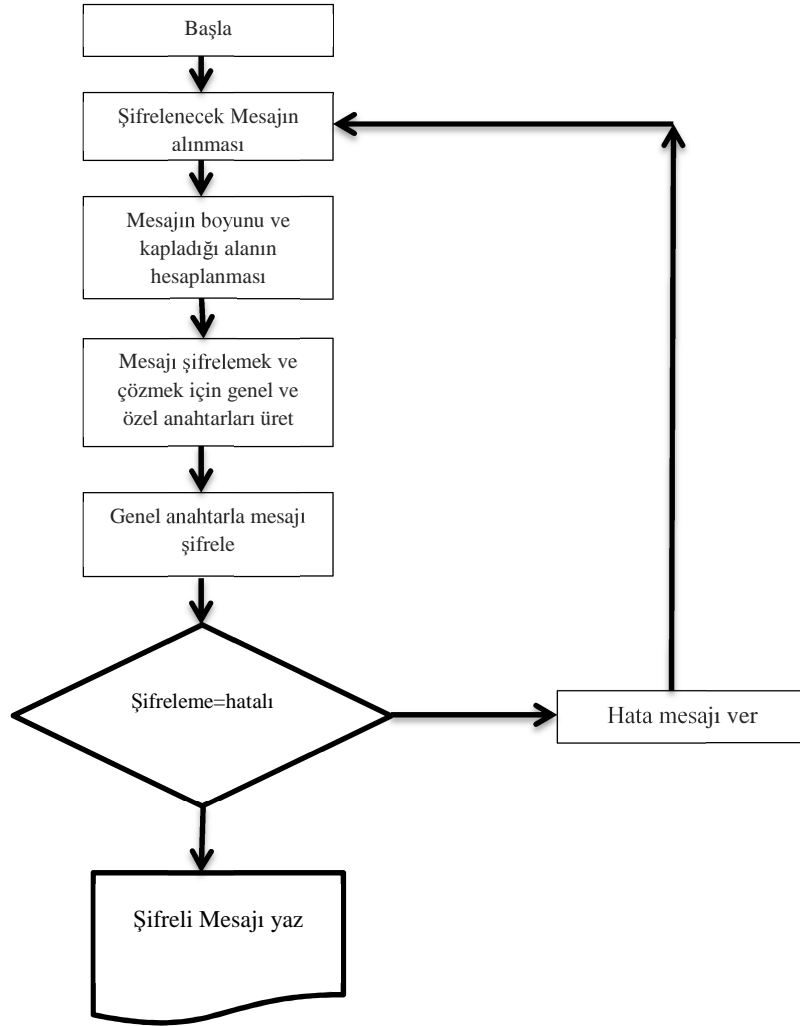 Başla
Şifrelenecek Mesajın
alınması
Mesajın boyunu ve
kapladığı alanın
hesaplanması
Mesajı şifrelemek ve
çözmek için genel ve
özel anahtarları üret
Genel anahtarla mesajı
şifrele
Şifreleme=hatalı
Hata mesajı ver
Şifreli Mesajı yaz